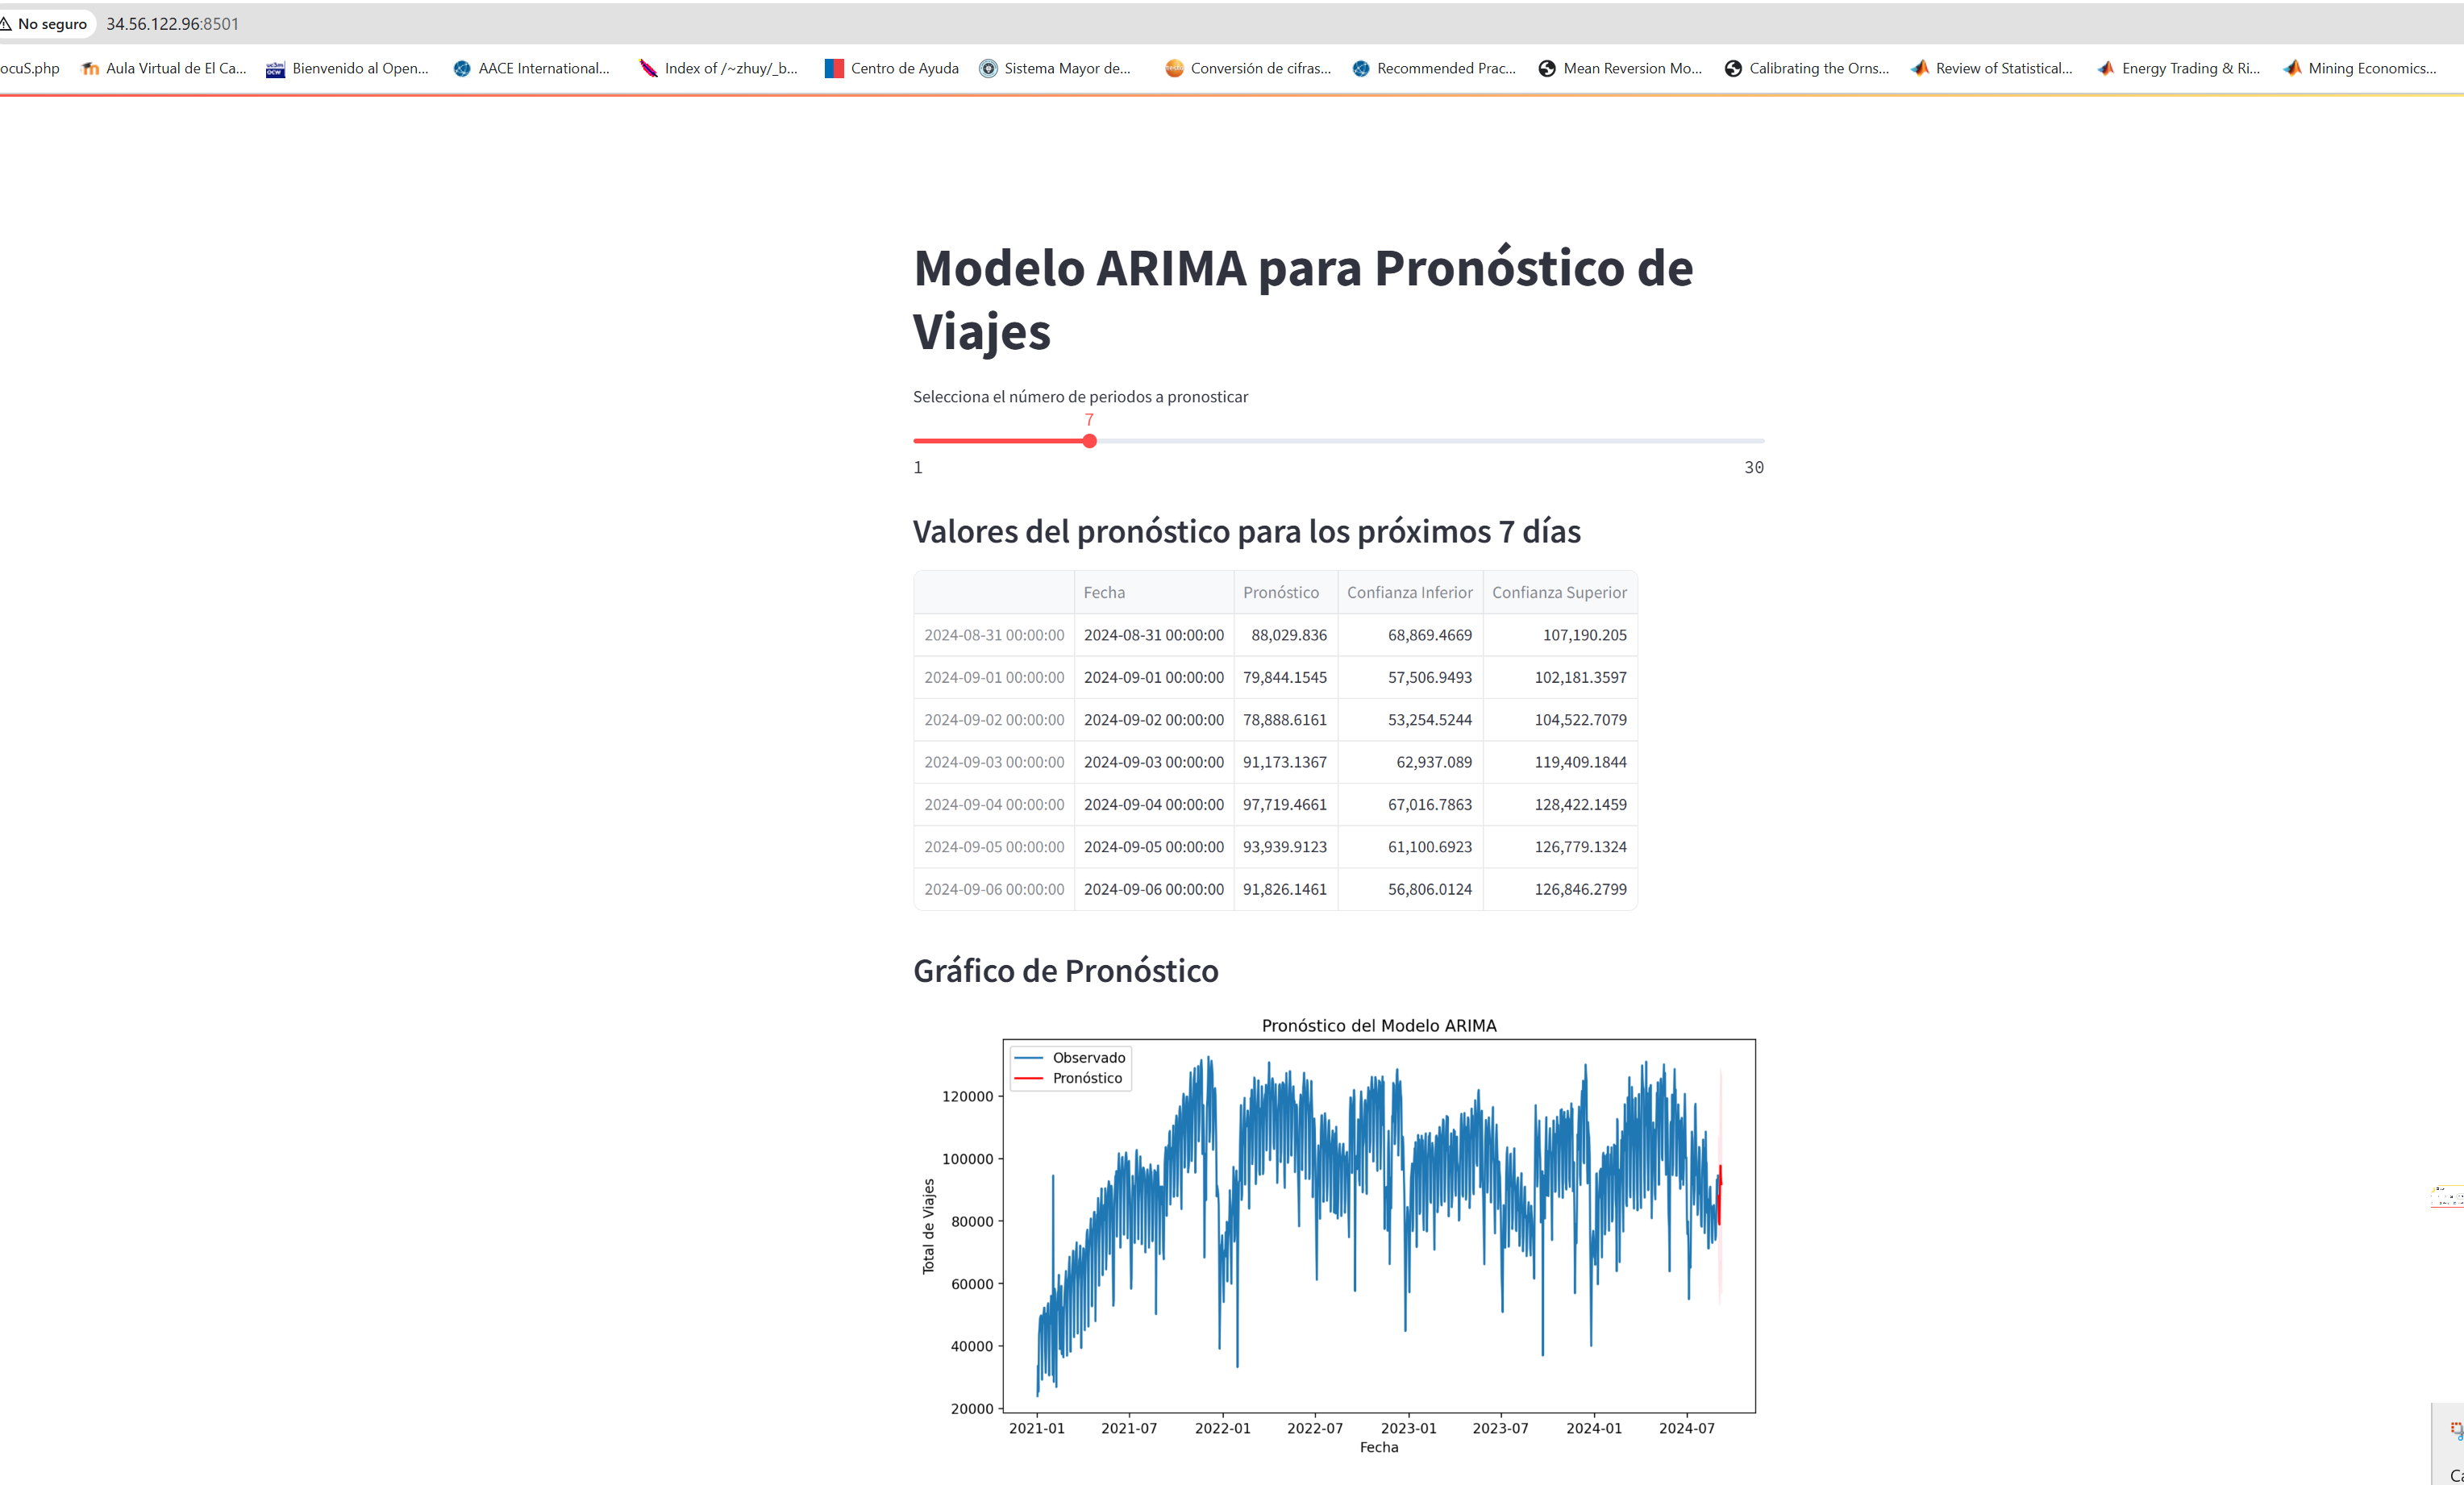 No seguro 34.56.122.96:8501
ocuS.php Aula Virtual de El Ca... Bienvenido al Open... AACE International... Index of /~zhuy/_b... Centro de Ayuda Sistema Mayor de... Conversión de cifras... Recommended Prac... Mean Reversion Mo... Calibrating the Orns... Review of Statistical... Energy Trading & Ri... Mining Economics...
Modelo ARIMA para Pronóstico de
Viajes
Selecciona el número de periodos a pronosticar
7
1 30
Valores del pronóstico para los próximos 7 días
Fecha Pronóstico Confianza Inferior Confianza Superior
2024-08-31 00:00:00 2024-08-31 00:00:00 88,029.836 68,869.4669 107,190.205
2024-09-01 00:00:00 2024-09-01 00:00:00 79,844.1545 57,506.9493 102,181.3597
2024-09-02 00:00:00 2024-09-02 00:00:00 78,888.6161 53,254.5244 104,522.7079
2024-09-03 00:00:00 2024-09-03 00:00:00 91,173.1367 62,937.089 119,409.1844
2024-09-04 00:00:00 2024-09-04 00:00:00 97,719.4661 67,016.7863 128,422.1459
2024-09-05 00:00:00 2024-09-05 00:00:00 93,939.9123 61,100.6923 126,779.1324
2024-09-06 00:00:00 2024-09-06 00:00:00 91,826.1461 56,806.0124 126,846.2799
Gráfico de Pronóstico
Pronóstico del Modelo ARIMA
Observado
Pronóstico
Total de Viajes
120000
100000
80000
60000
40000
20000
2021-01 2021-07 2022-01 2022-07 2023-01 2023-07 2024-01 2024-07
Fecha